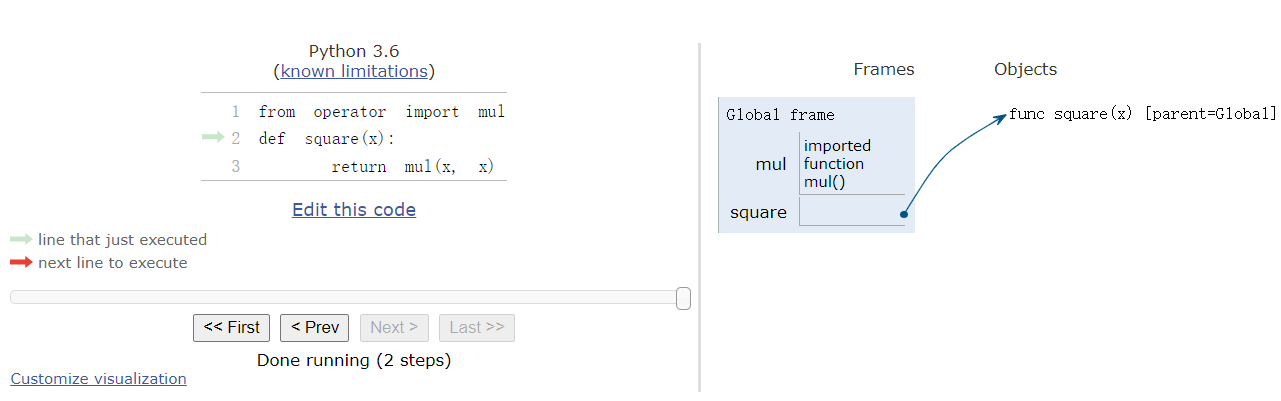 Python 3.6
(known limitations)
1 from operator import mul
2 def square(x):
3 return mul(x, x)
Edit this code
line that just executed
next line to execute
<< First < Prev Next > Last >>
Done running (2 steps)
Customize visualization
Frames Objects
Global frame
mul imported
function
mul()
square
func square(x) [parent=Global]